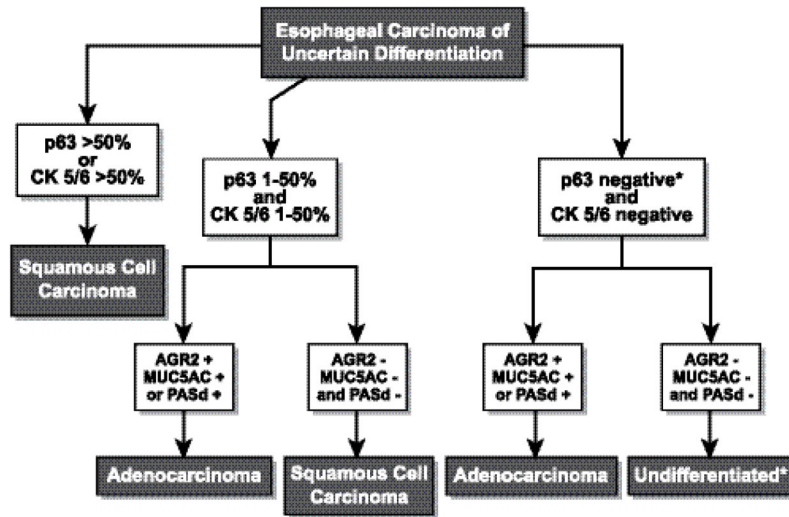 Esophageal Carcinoma of
Uncertain Differentiation
p63 >50%
or
CK 5/6 >50%
Squamous Cell
Carcinoma
p63 1-50%
and
CK 5/6 1-50%
AGR2 +
MUC5AC +
or PASd +
Adenocarcinoma
AGR2 -
MUC5AC -
and PASd -
Squamous Cell
Carcinoma
p63 negative*
and
CK 5/6 negative
AGR2 +
MUC5AC +
or PASd +
Adenocarcinoma
AGR2 -
MUC5AC -
and PASd -
Undifferentiated*